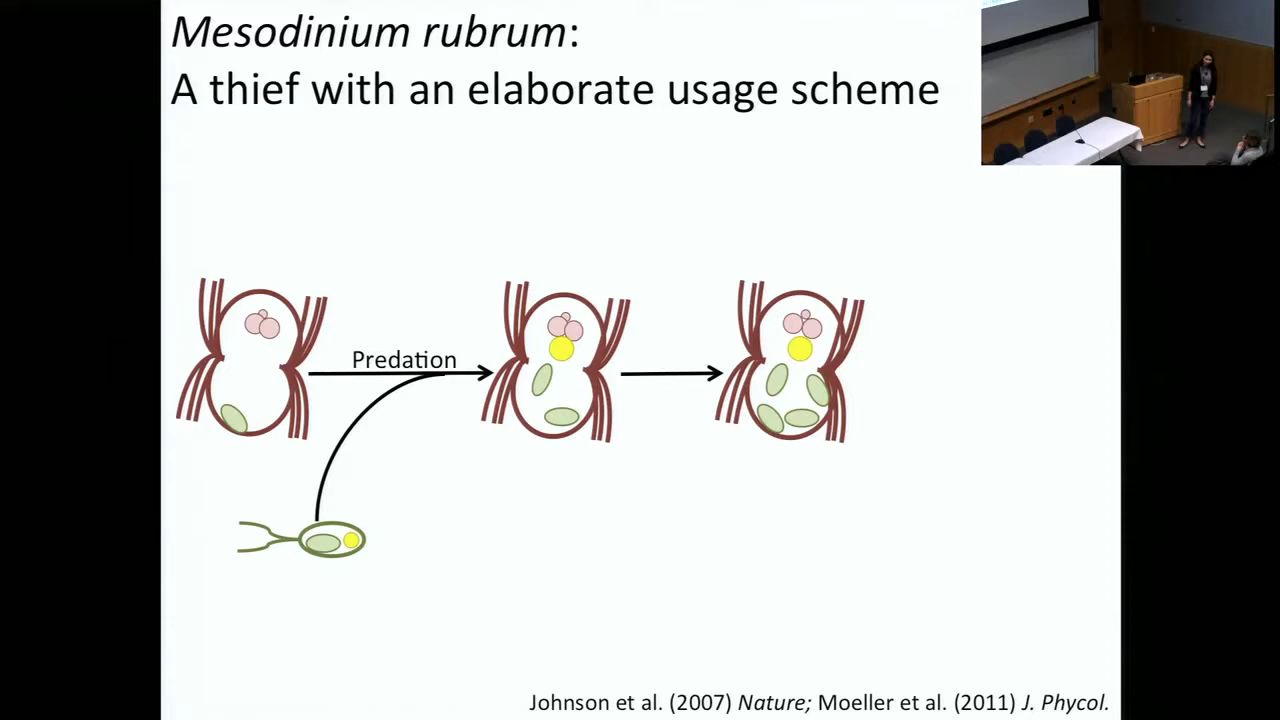 Mesodinium rubrum:
A thief with an elaborate usage scheme
Predation
Johnson et al. (2007) Nature; Moeller et al. (2011) J. Phycol.